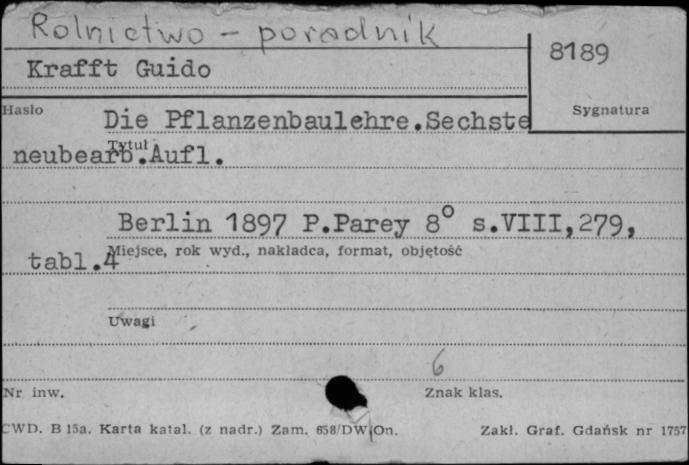 Rolnictwo - poradnik
8189
Krafft Guido
Hasło
Sygnatura
Die Pflanzenbaulehre.Sechste
Tytuł
neubearb.Aufl.
Berlin 1897 P.Parey 8° s.VIII,279,
Miejsce, rok wyd., nakładca, format, objętość
tabl.4
Uwagi
6
Nr inw.
Znak klas.
CWD. B 15a. Karta katal. (z nadr.) Zam. 658/DW/On.
Zakł. Graf. Gdańsk nr 1757